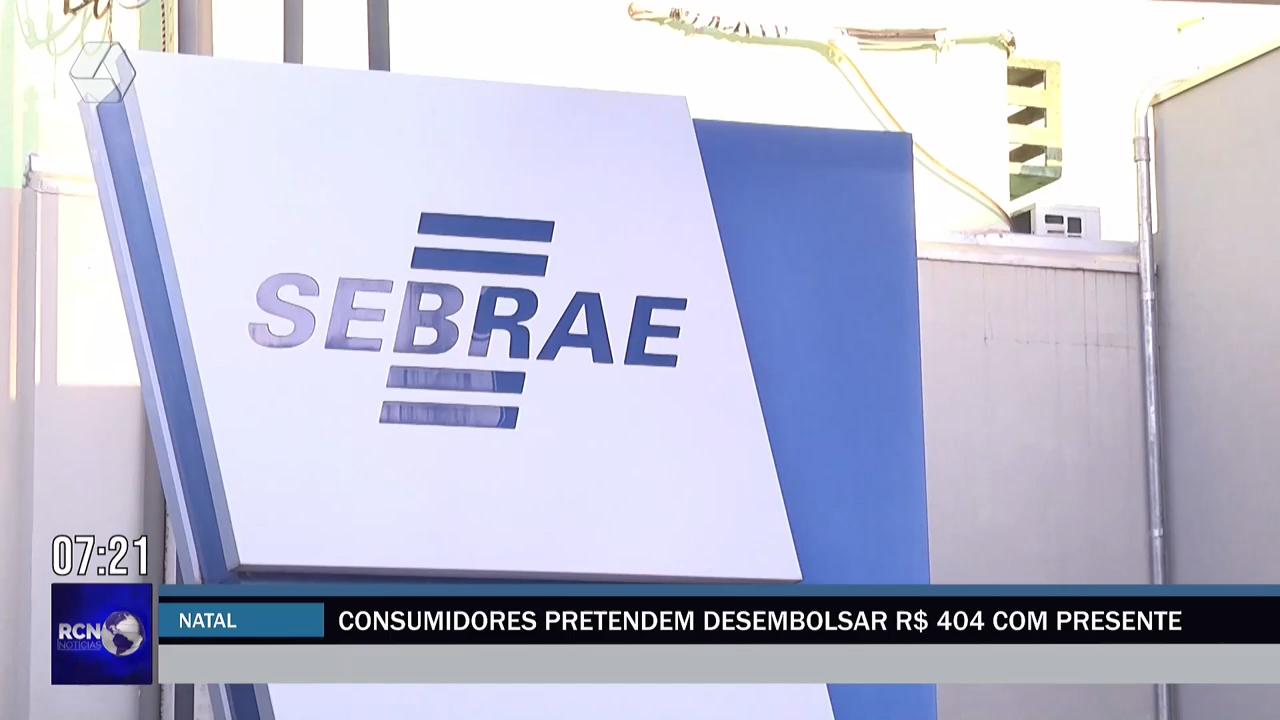 SEBRAE
07:21
RCN
NOTÍCIAS
NATAL
CONSUMIDORES PRETENDEM DESEMBOLSAR R$ 404 COM PRESENTE